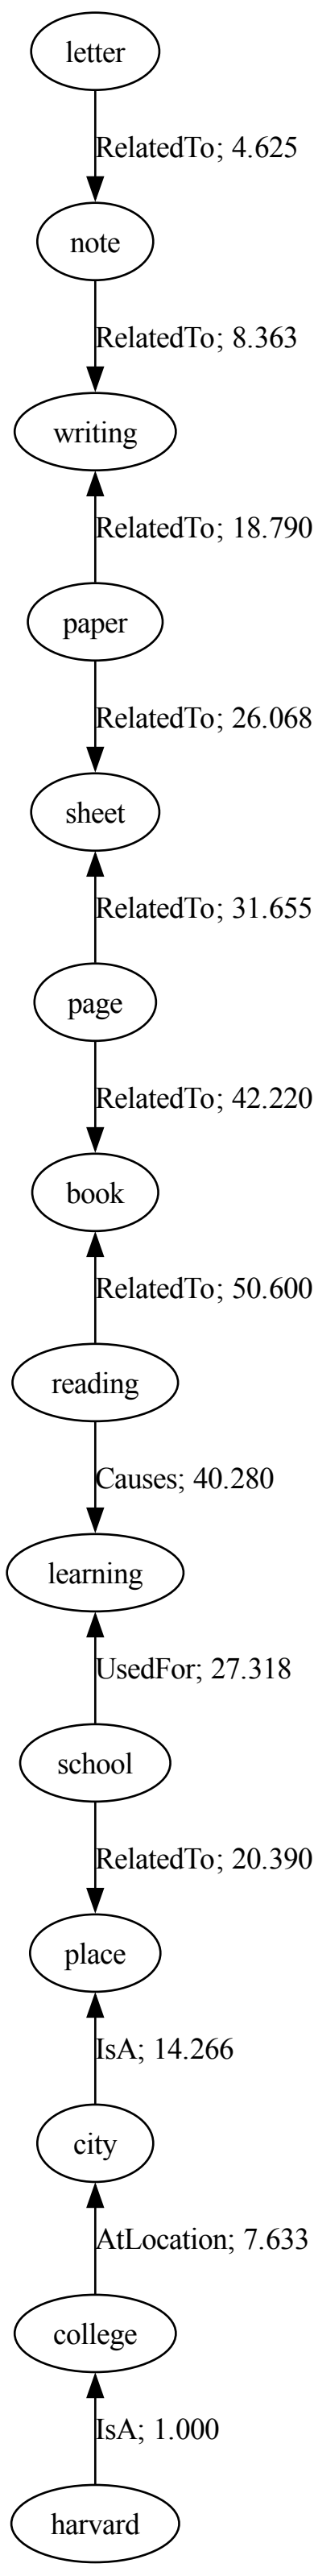 letter
RelatedTo; 4.625
note
RelatedTo; 8.363
writing
RelatedTo; 18.790
paper
RelatedTo; 26.068
sheet
RelatedTo; 31.655
page
RelatedTo; 42.220
book
RelatedTo; 50.600
reading
Causes; 40.280
learning
UsedFor; 27.318
school
RelatedTo; 20.390
place
IsA; 14.266
city
AtLocation; 7.633
college
IsA; 1.000
harvard